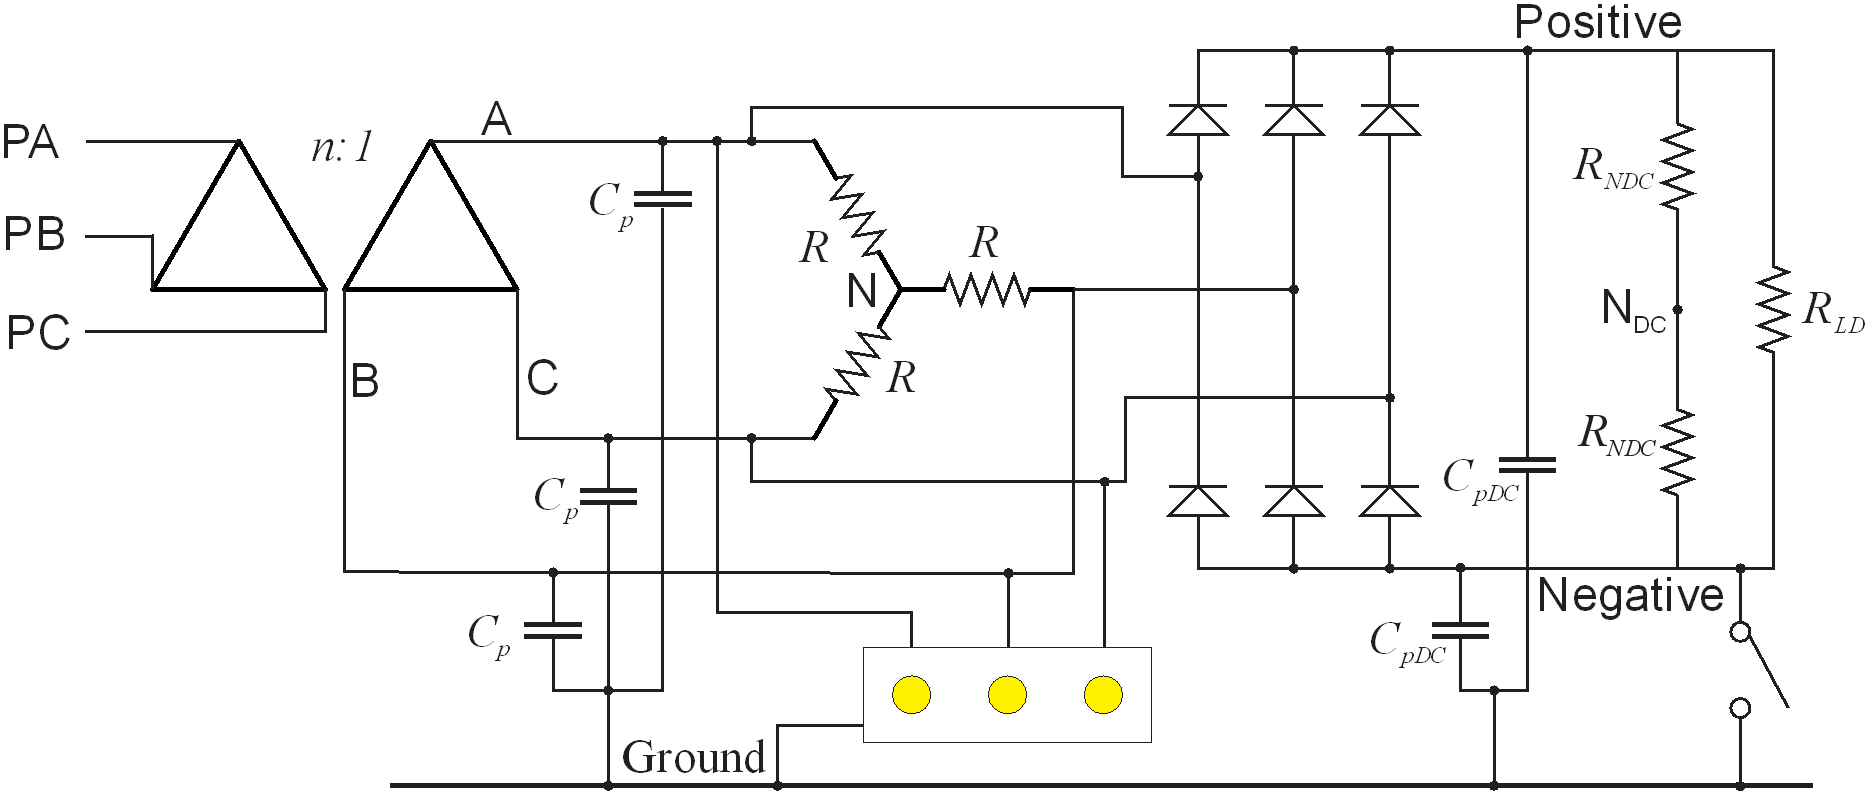 Positive
PA
n: 1
A
C_p
R_NDC
R
R
PB
N
N_DC
R_LD
PC
B
C
R
R_NDC
C_p
C_pDC
Negative
C_p
C_pDC
Ground